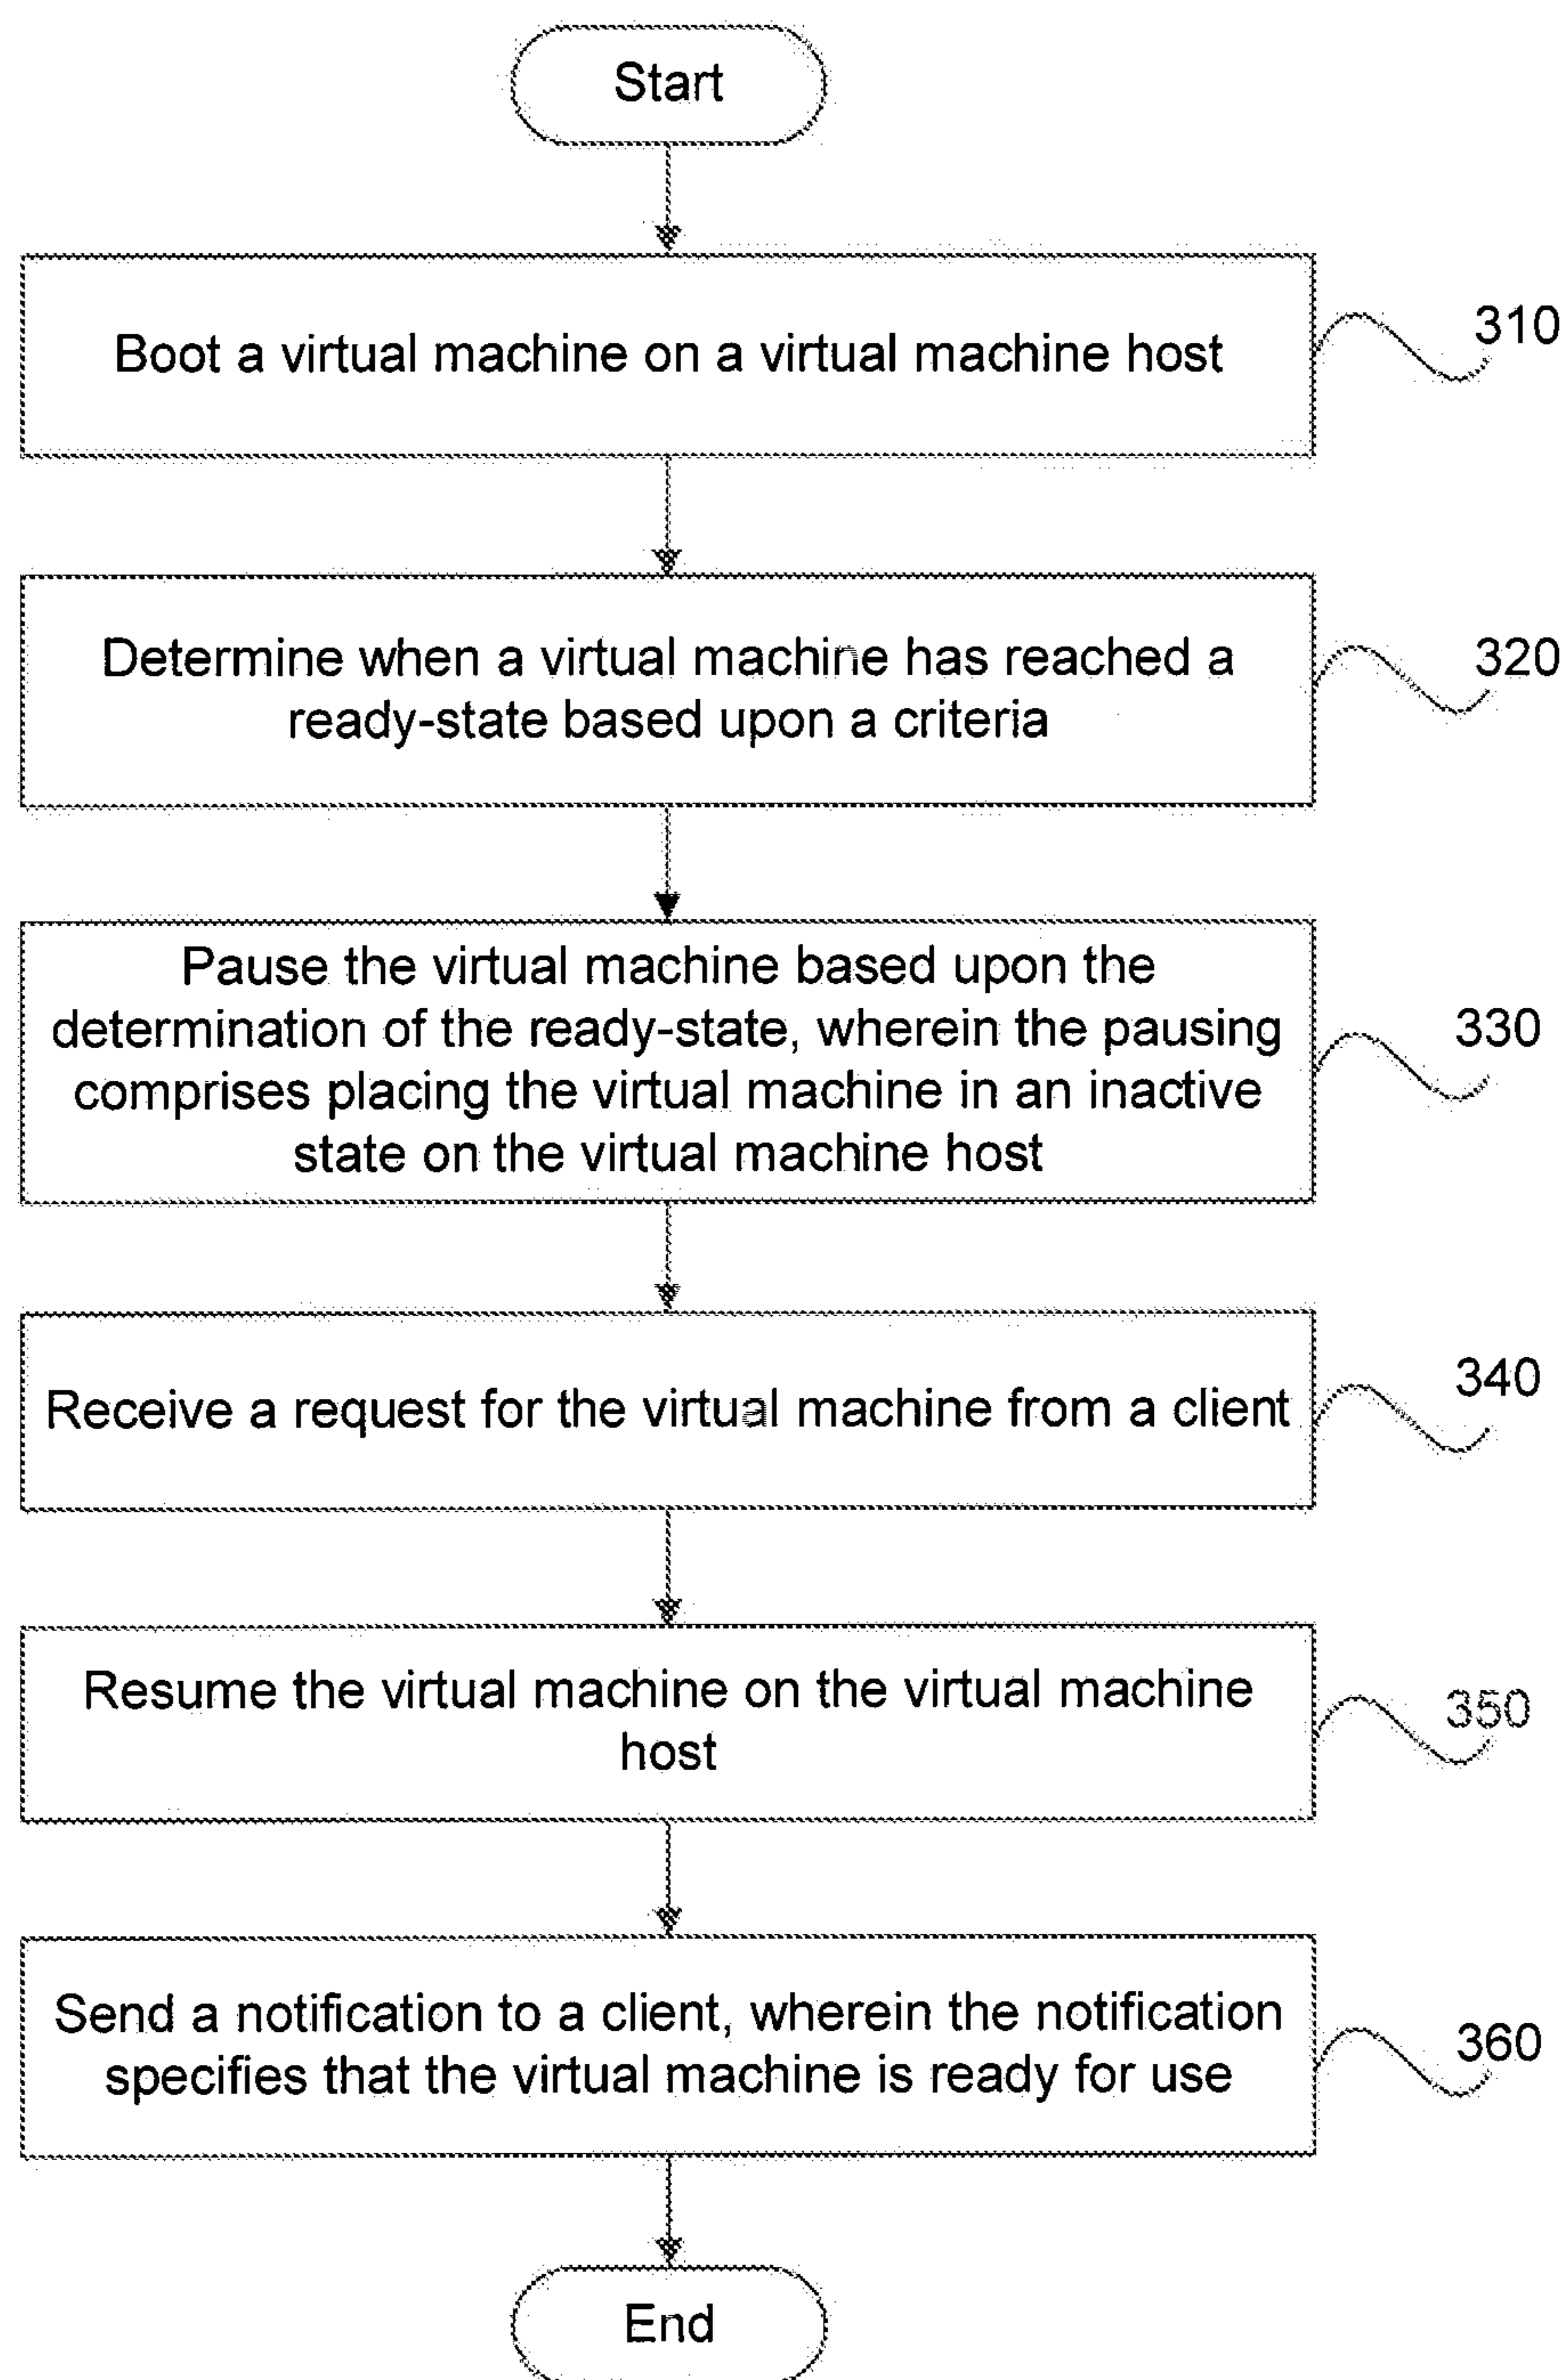 Start
Boot a virtual machine on a virtual machine host
310
Determine when a virtual machine has reached a
ready-state based upon a criteria
320
Pause the virtual machine based upon the
determination of the ready-state, wherein the pausing
comprises placing the virtual machine in an inactive
state on the virtual machine host
330
Receive a request for the virtual machine from a client
340
Resume the virtual machine on the virtual machine
host
350
Send a notification to a client, wherein the notification
specifies that the virtual machine is ready for use
360
End